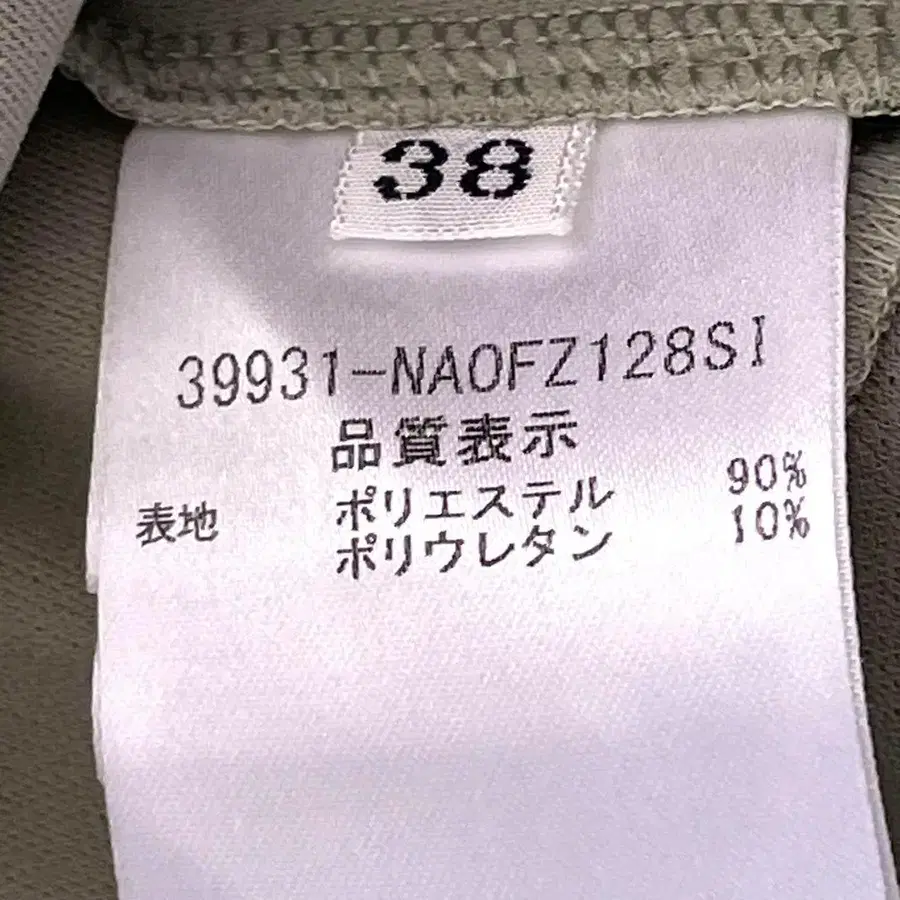 38
39931-NAOFZ128SI
品質表示
表地 ポリエステル 90%
ポリウレタン 10%